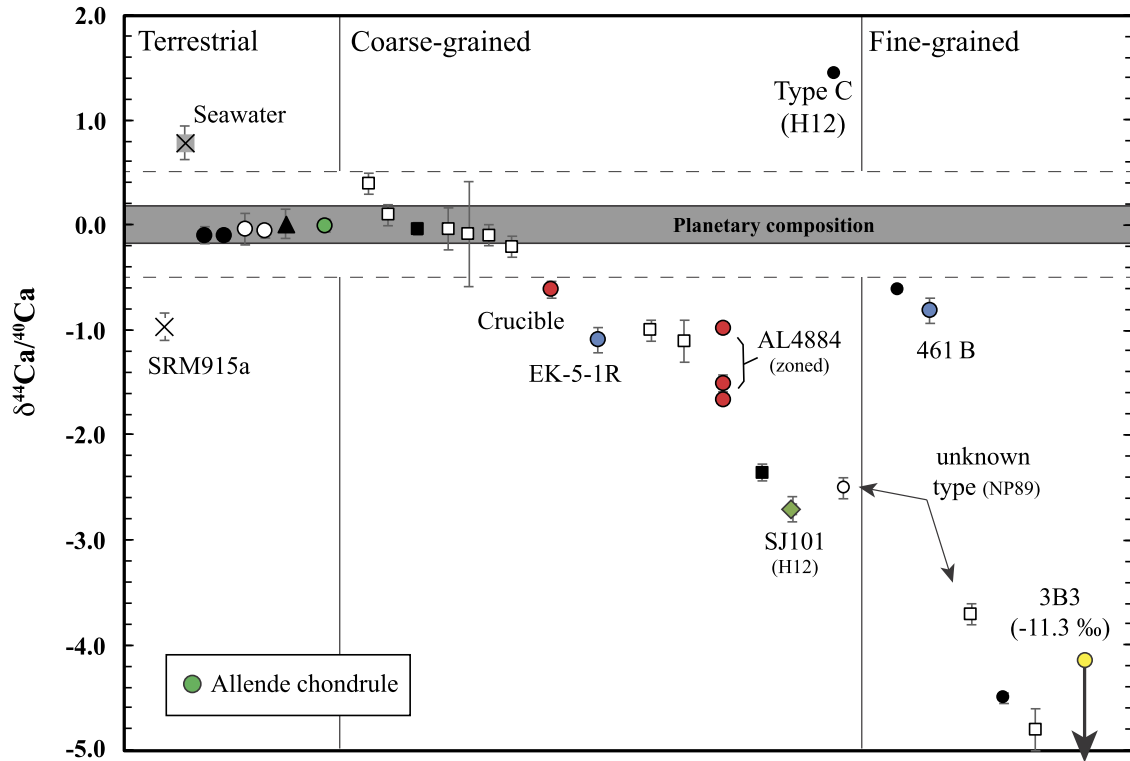 2.0
1.0
0.0
-1.0
-2.0
-3.0
-4.0
-5.0
δ⁴⁴Ca/⁴⁰Ca
Terrestrial
Coarse-grained
Fine-grained
Seawater
Type C
(H12)
Planetary composition
SRM915a
Crucible
EK-5-1R
AL4884
(zoned)
461 B
unknown
type (NP89)
SJ101
(H12)
3B3
(-11.3 ‰)
Allende chondrule